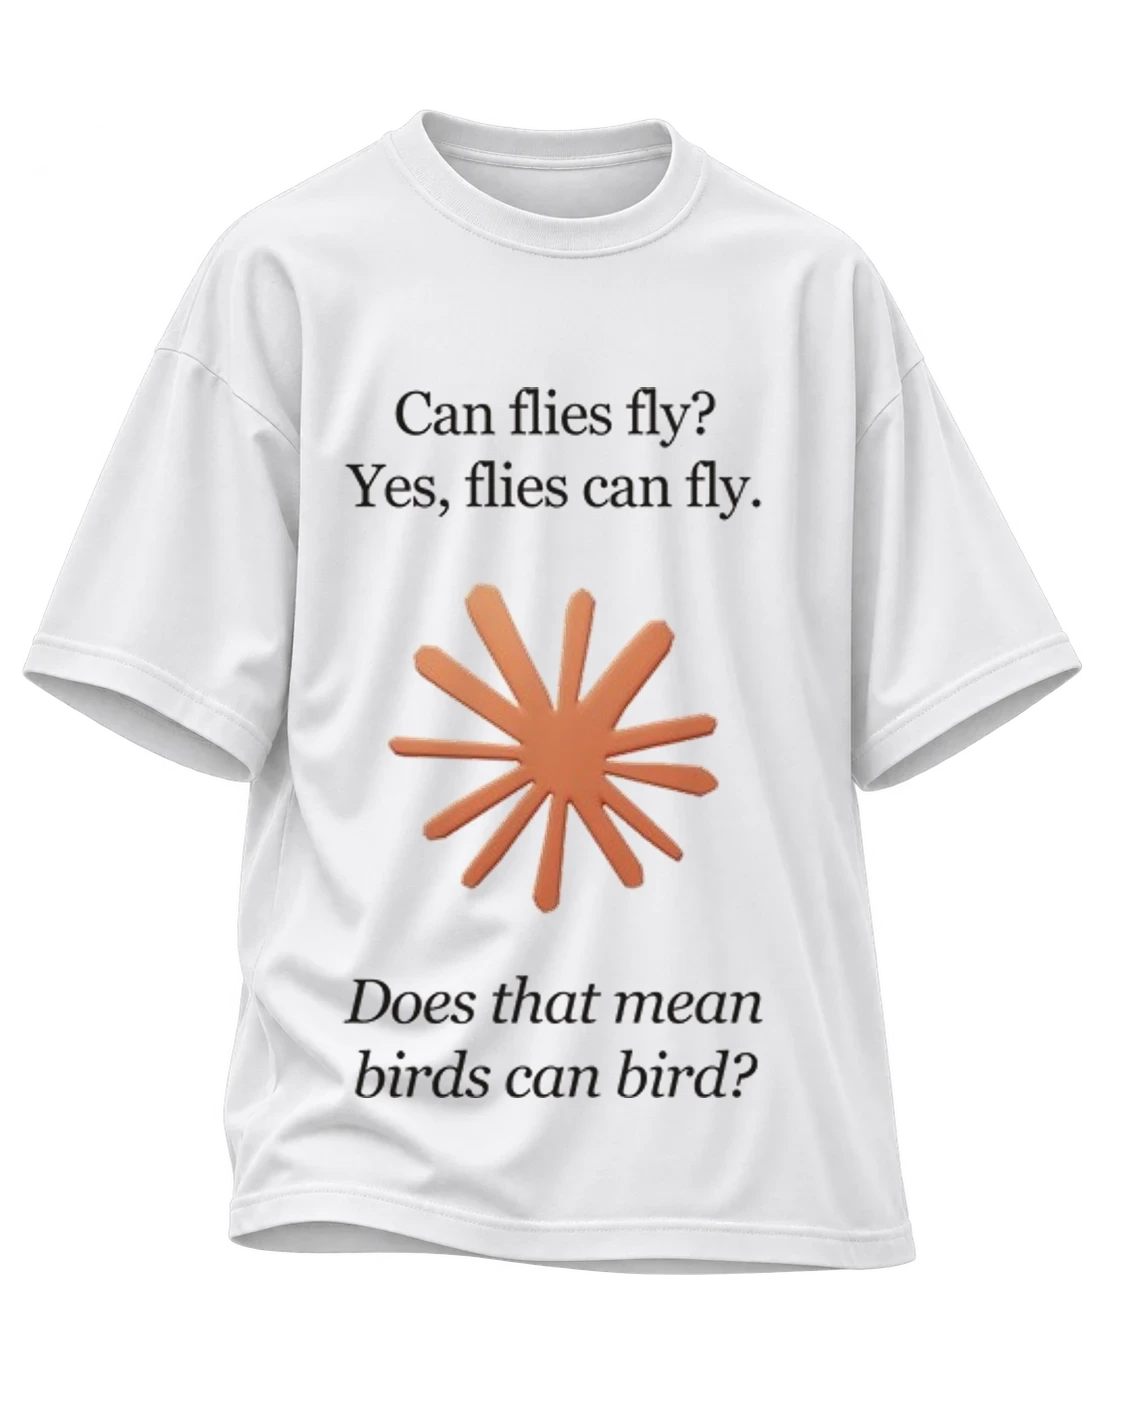 Can flies fly?
Yes, flies can fly.
Does that mean
birds can bird?